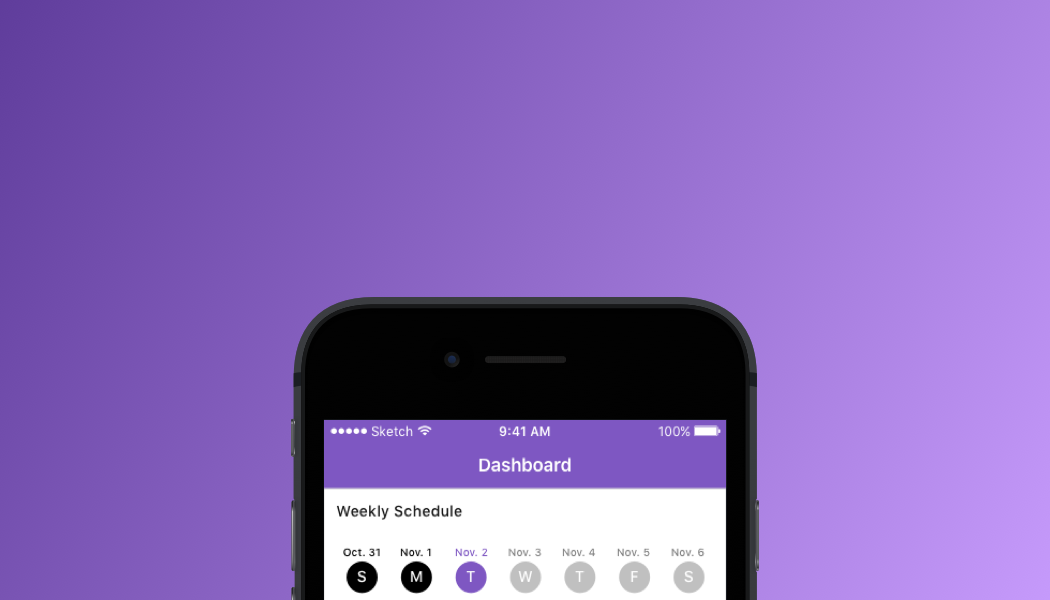 Sketch 9:41 AM 100%
Dashboard
Weekly Schedule
Oct. 31 Nov. 1 Nov. 2 Nov. 3 Nov. 4 Nov. 5 Nov. 6
S M T W T F S